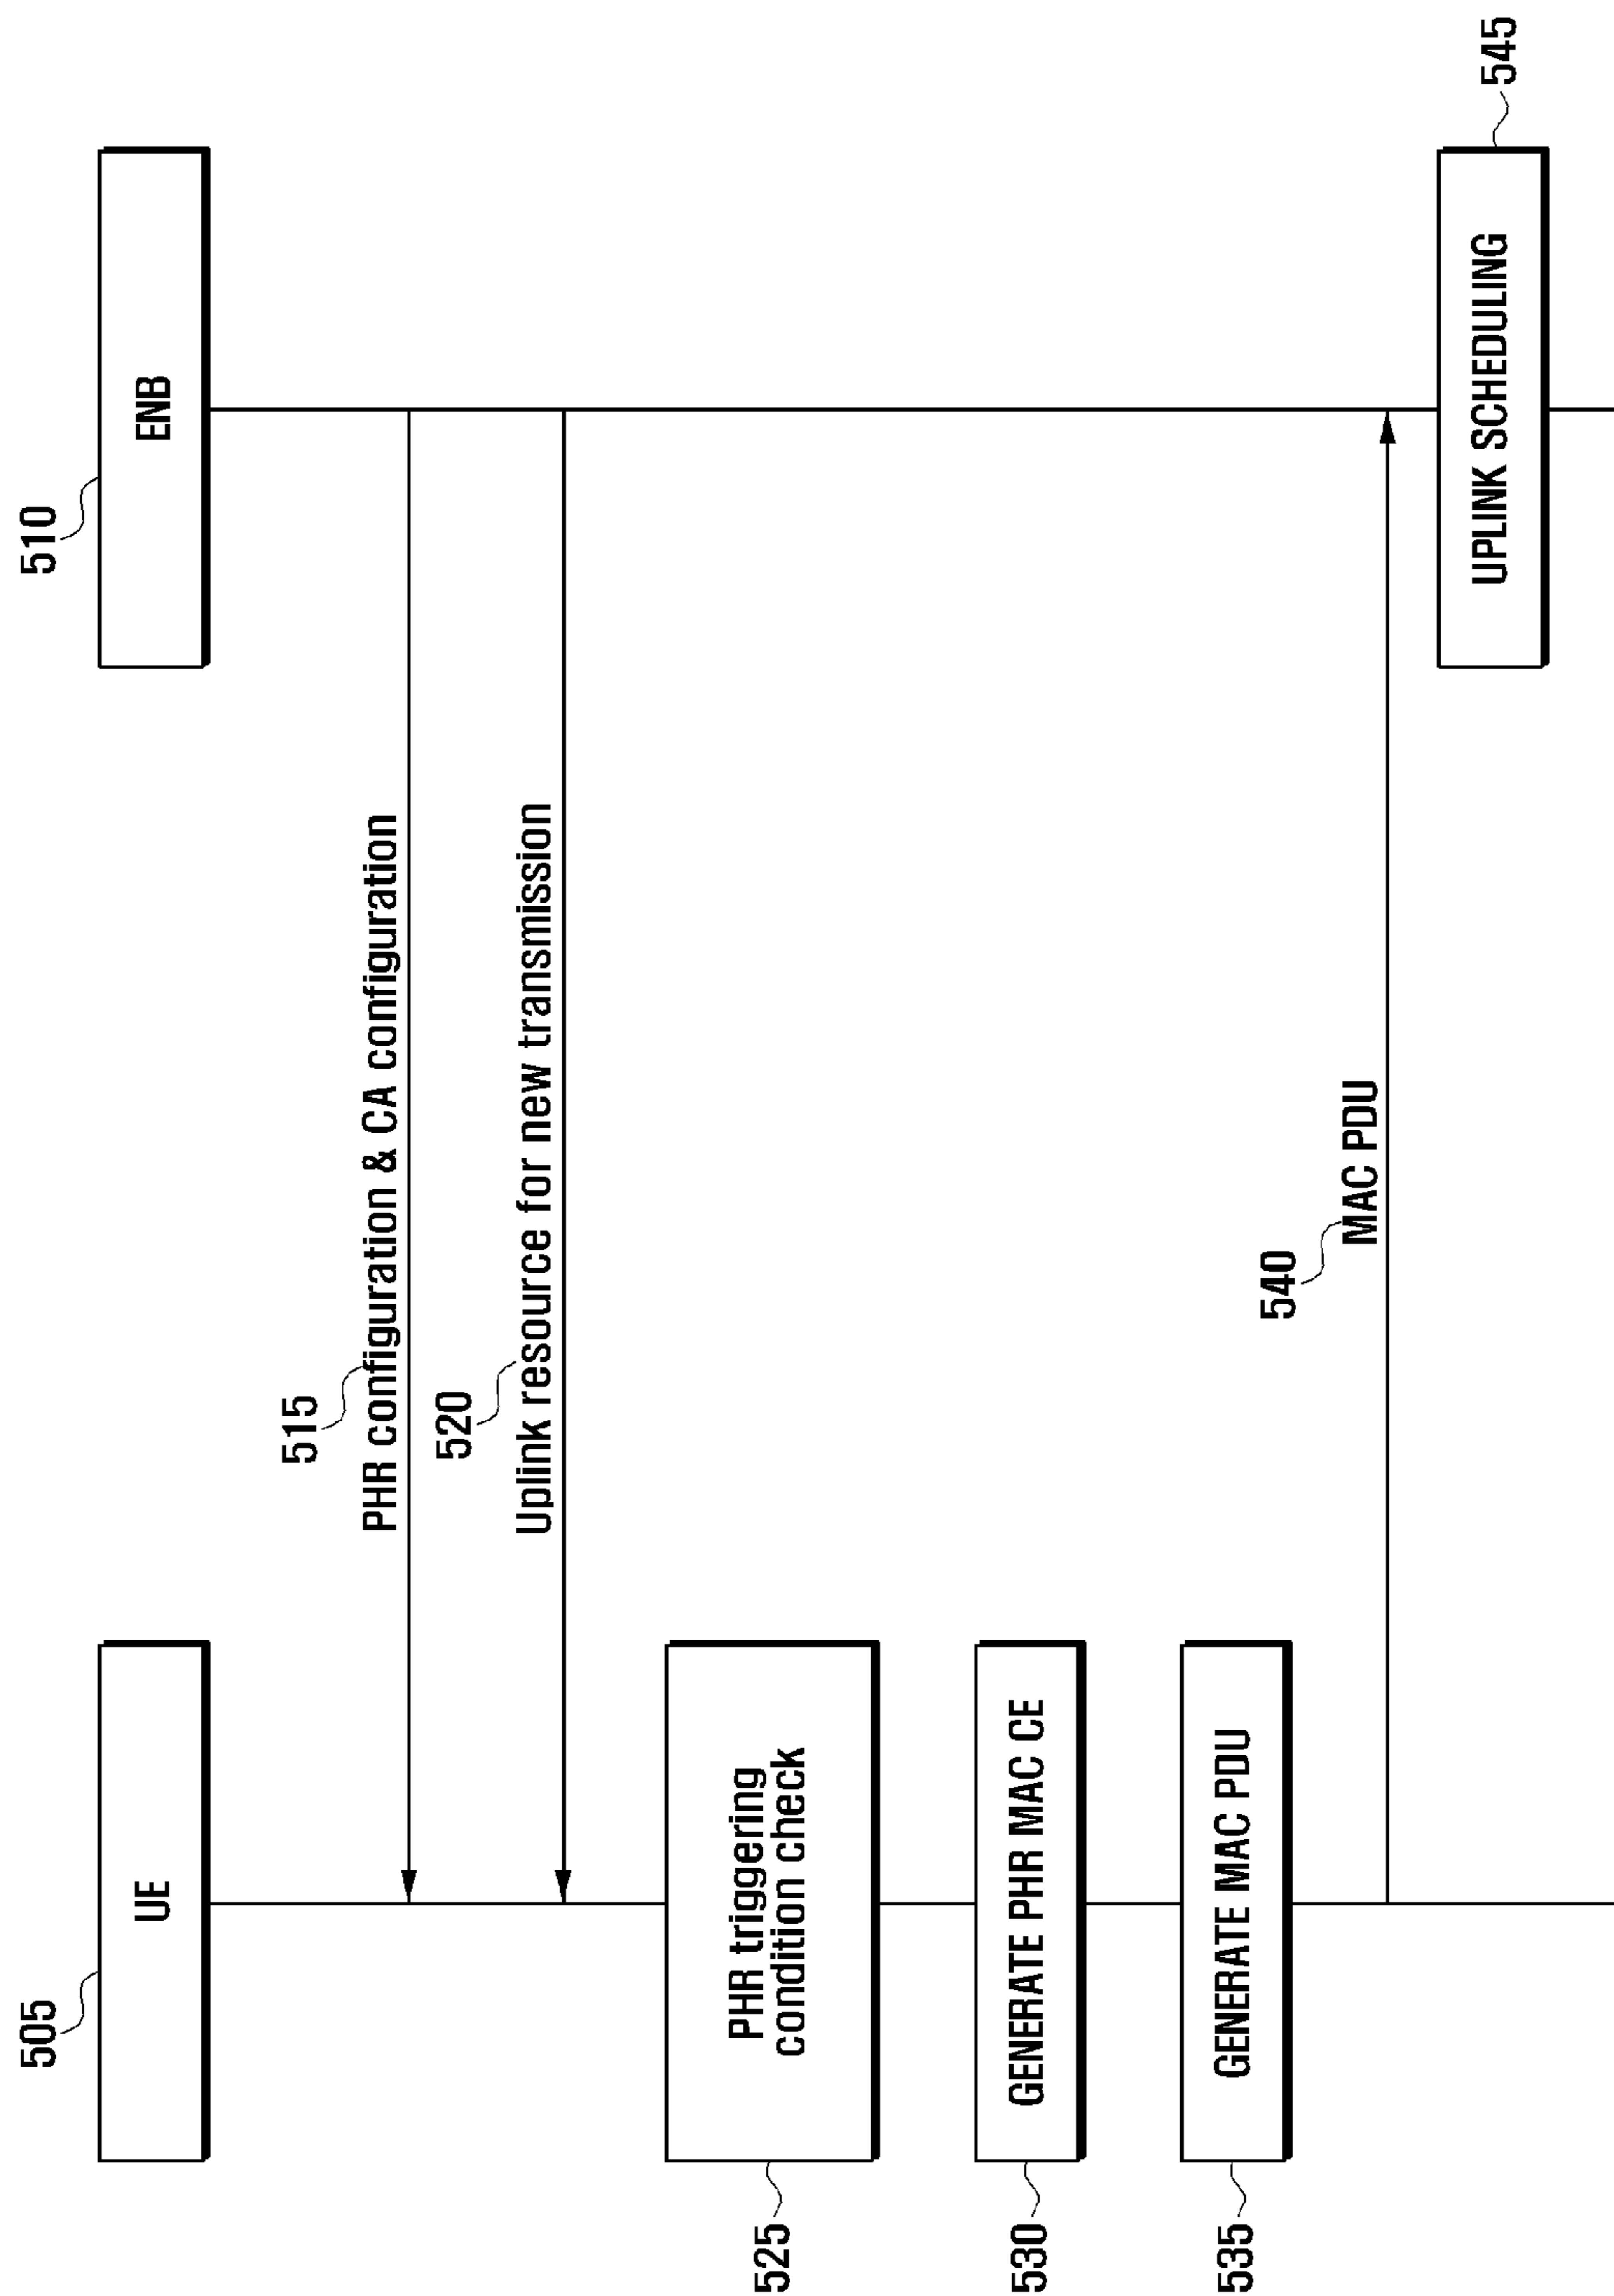 505
UE
510
ENB
515
PHR configuration & CA configuration
520
Uplink resource for new transmission
525
PHR triggering
condition check
530
GENERATE PHR MAC CE
535
GENERATE MAC PDU
540
MAC PDU
UPLINK SCHEDULING
545